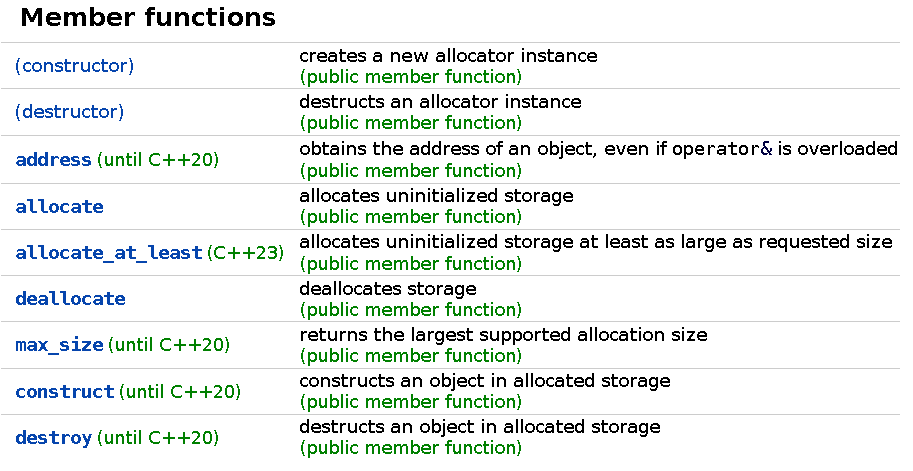 Member functions
(constructor)
creates a new allocator instance
(public member function)
(destructor)
destructs an allocator instance
(public member function)
address (until C++20)
obtains the address of an object, even if operator& is overloaded
(public member function)
allocate
allocates uninitialized storage
(public member function)
allocate_at_least (C++23)
allocates uninitialized storage at least as large as requested size
(public member function)
deallocate
deallocates storage
(public member function)
max_size (until C++20)
returns the largest supported allocation size
(public member function)
construct (until C++20)
constructs an object in allocated storage
(public member function)
destroy (until C++20)
destructs an object in allocated storage
(public member function)